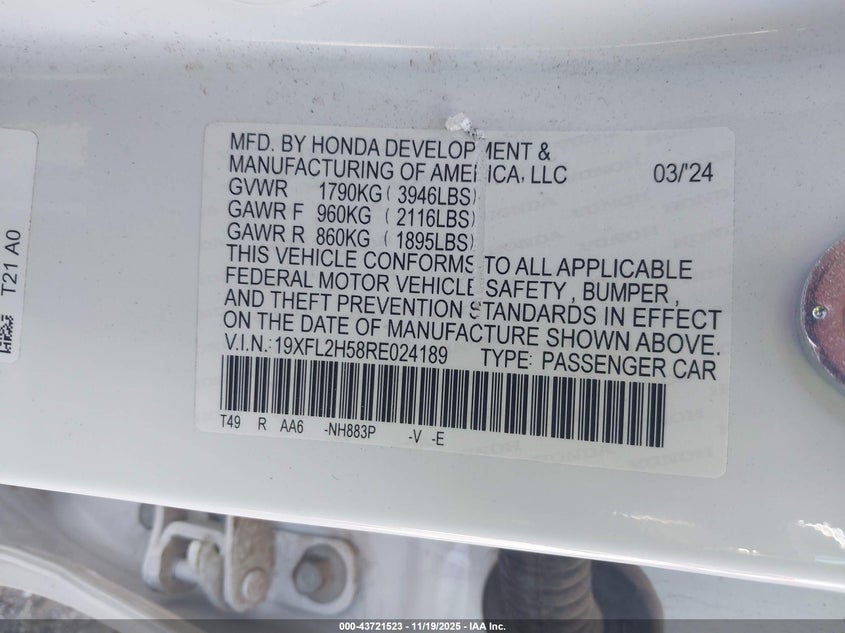 MFD. BY HONDA DEVELOPMENT &
MANUFACTURING OF AMERICA, LLC 03/'24
GVWR 1790KG ( 3946LBS)
GAWR F 960KG ( 2116LBS)
GAWR R 860KG ( 1895LBS)
THIS VEHICLE CONFORMS TO ALL APPLICABLE
FEDERAL MOTOR VEHICLE SAFETY , BUMPER ,
AND THEFT PREVENTION STANDARDS IN EFFECT
ON THE DATE OF MANUFACTURE SHOWN ABOVE.
V.I.N.:19XFL2H58RE024189 TYPE: PASSENGER CAR
T49 R AA6 -NH883P -V -E
T21 A0
000-43721523 - 11/19/2025 - IAAI - COPART